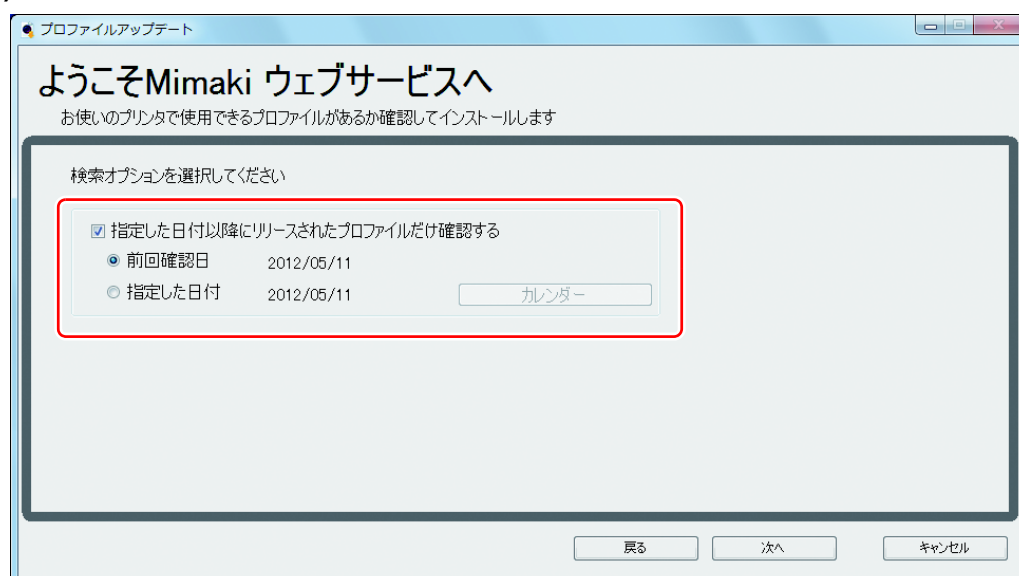 プロファイルアップデート
ようこそMimaki ウェブサービスへ
お使いのプリンタで使用できるプロファイルがあるか確認してインストールします
検索オプションを選択してください
指定した日付以降にリリースされたプロファイルだけ確認する
前回確認日 2012/05/11
指定した日付 2012/05/11 カレンダー
戻る 次へ キャンセル